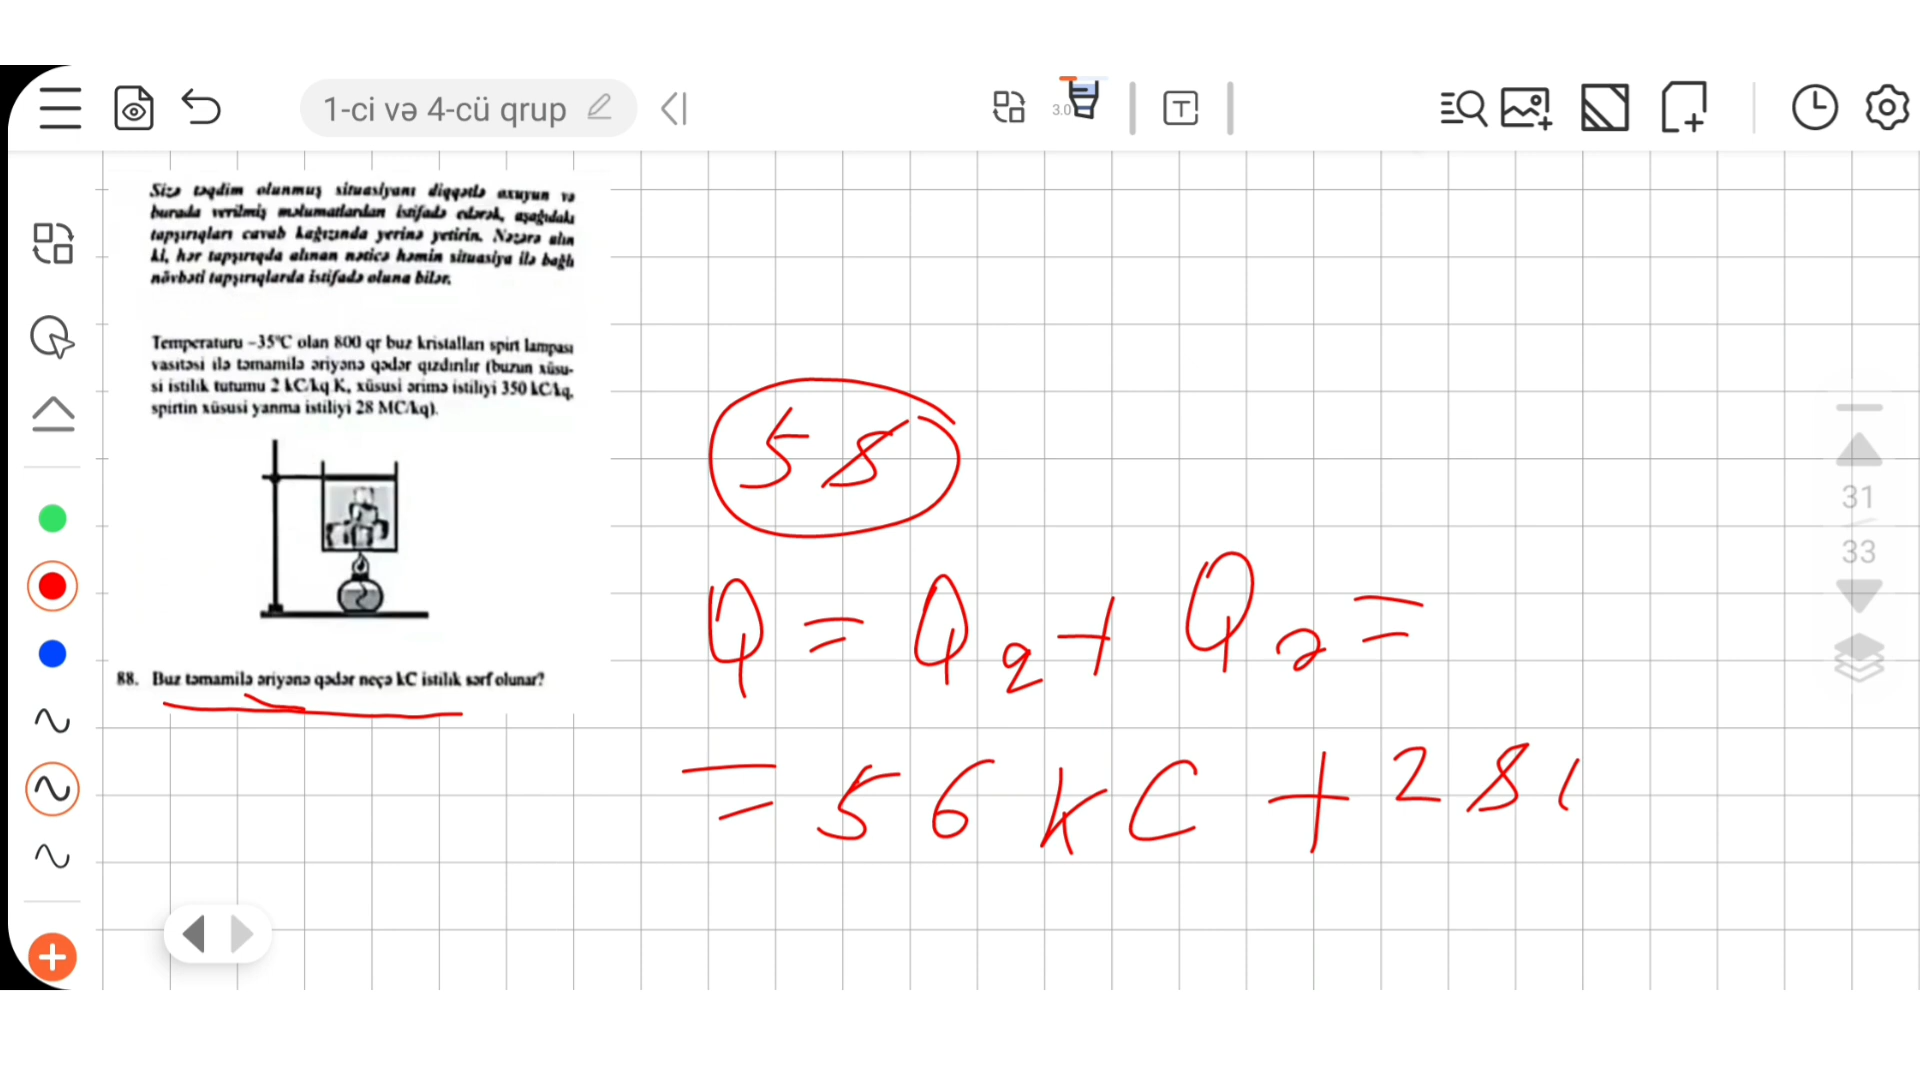 1-ci və 4-cü qrup
3.0
T
Sizə təqdim olunmuş situasiyanı diqqətlə oxuyun və
burada verilmiş məlumatlardan istifadə edərək, aşağıdakı
tapşırıqları cavab kağızında yerinə yetirin. Nəzərə alın
ki, hər tapşırıqda alınan nəticə həmin situasiya ilə bağlı
növbəti tapşırıqlarda istifadə oluna bilər.
Temperaturu –35°C olan 800 qr buz kristalları spirt lampası
vasitəsi ilə tamamilə əriyənə qədər qızdırılır (buzun xüsu-
si istilik tutumu 2 kC/kq K, xüsusi ərimə istiliyi 350 kC/kq,
spirtin xüsusi yanma istiliyi 28 MC/kq).
88. Buz tamamilə əriyənə qədər neçə kC istilik sərf olunar?
58
Q = Q q + Q ə =
= 56 kC + 28
31
33